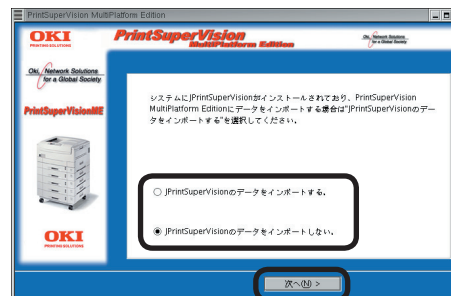 PrintSuperVision MultiPlatform Edition
OKI
PRINTING SOLUTIONS
PrintSuperVision
MultiPlatform Edition
Oki, Network Solutions
for a Global Society
Oki, Network Solutions
for a Global Society
PrintSuperVisionME
OKI
PRINTING SOLUTIONS
システムにJPrintSuperVisionがインストールされており、PrintSuperVision
MultiPlatform Editionにデータをインポートする場合は"JPrintSuperVisionのデー
タをインポートする"を選択してください。
JPrintSuperVisionのデータをインポートする。
JPrintSuperVisionのデータをインポートしない。
次へ(N) >